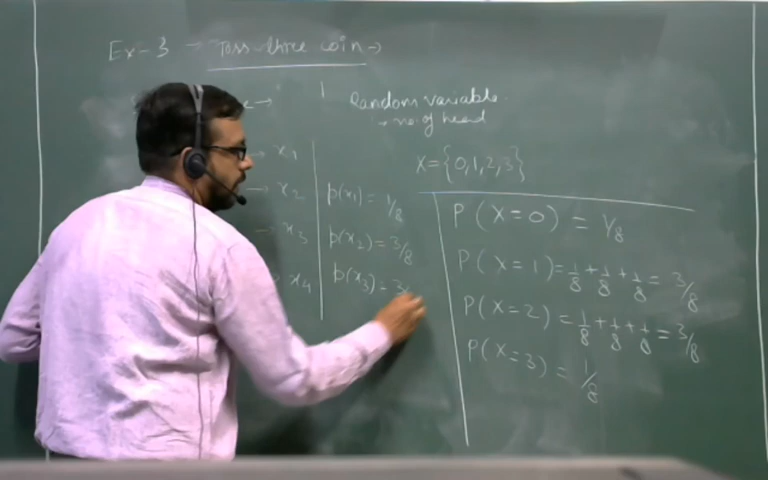 Ex-3 - Toss three coin →
Random variable
→ no. of head
X = {0,1,2,3}
→ x1
→ x2
→ x3
x4
p(x1) = 1/8
p(x2) = 3/8
p(x3) = 3
P(X=0) = 1/8
P(X=1) = 1/8 + 1/8 + 1/8 = 3/8
P(X=2) = 1/8 + 1/8 + 1/8 = 3/8
P(X=3) = 1/8